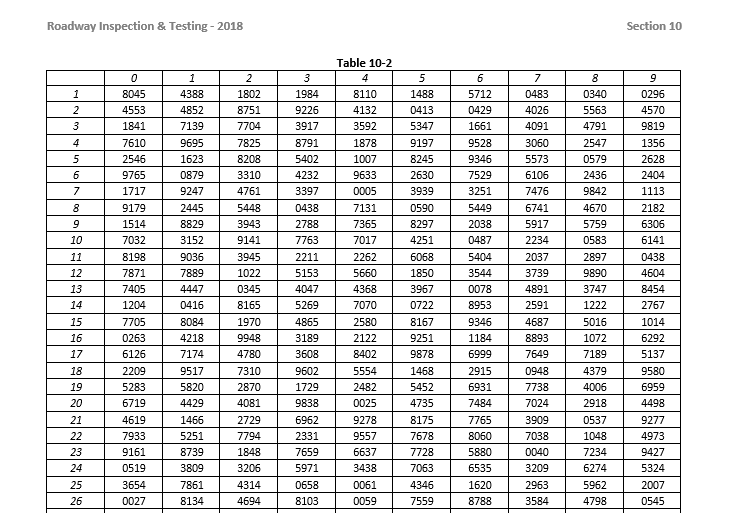 Roadway Inspection & Testing - 2018 Section 10
Table 10-2
0 1 2 3 4 5 6 7 8 9
1 8045 4388 1802 1984 8110 1488 5712 0483 0340 0296
2 4553 4852 8751 9226 4132 0413 0429 4026 5563 4570
3 1841 7139 7704 3917 3592 5347 1661 4091 4791 9819
4 7610 9695 7825 8791 1878 9197 9528 3060 2547 1356
5 2546 1623 8208 5402 1007 8245 9346 5573 0579 2628
6 9765 0879 3310 4232 9633 2630 7529 6106 2436 2404
7 1717 9247 4761 3397 0005 3939 3251 7476 9842 1113
8 9179 2445 5448 0438 7131 0590 5449 6741 4670 2182
9 1514 8829 3943 2788 7365 8297 2038 5917 5759 6306
10 7032 3152 9141 7763 7017 4251 0487 2234 0583 6141
11 8198 9036 3945 2211 2262 6068 5404 2037 2897 0438
12 7871 7889 1022 5153 5660 1850 3544 3739 9890 4604
13 7405 4447 0345 4047 4368 3967 0078 4891 3747 8454
14 1204 0416 8165 5269 7070 0722 8953 2591 1222 2767
15 7705 8084 1970 4865 2580 8167 9346 4687 5016 1014
16 0263 4218 9948 3189 2122 9251 1184 8893 1072 6292
17 6126 7174 4780 3608 8402 9878 6999 7649 7189 5137
18 2209 9517 7310 9602 5554 1468 2915 0948 4379 9580
19 5283 5820 2870 1729 2482 5452 6931 7738 4006 6959
20 6719 4429 4081 9838 0025 4735 7484 7024 2918 4498
21 4619 1466 2729 6962 9278 8175 7765 3909 0537 9277
22 7933 5251 7794 2331 9557 7678 8060 7038 1048 4973
23 9161 8739 1848 7659 6637 7728 5880 0040 7234 9427
24 0519 3809 3206 5971 3438 7063 6535 3209 6274 5324
25 3654 7861 4314 0658 0061 4346 1620 2963 5962 2007
26 0027 8134 4694 8103 0059 7559 8788 3584 4798 0545